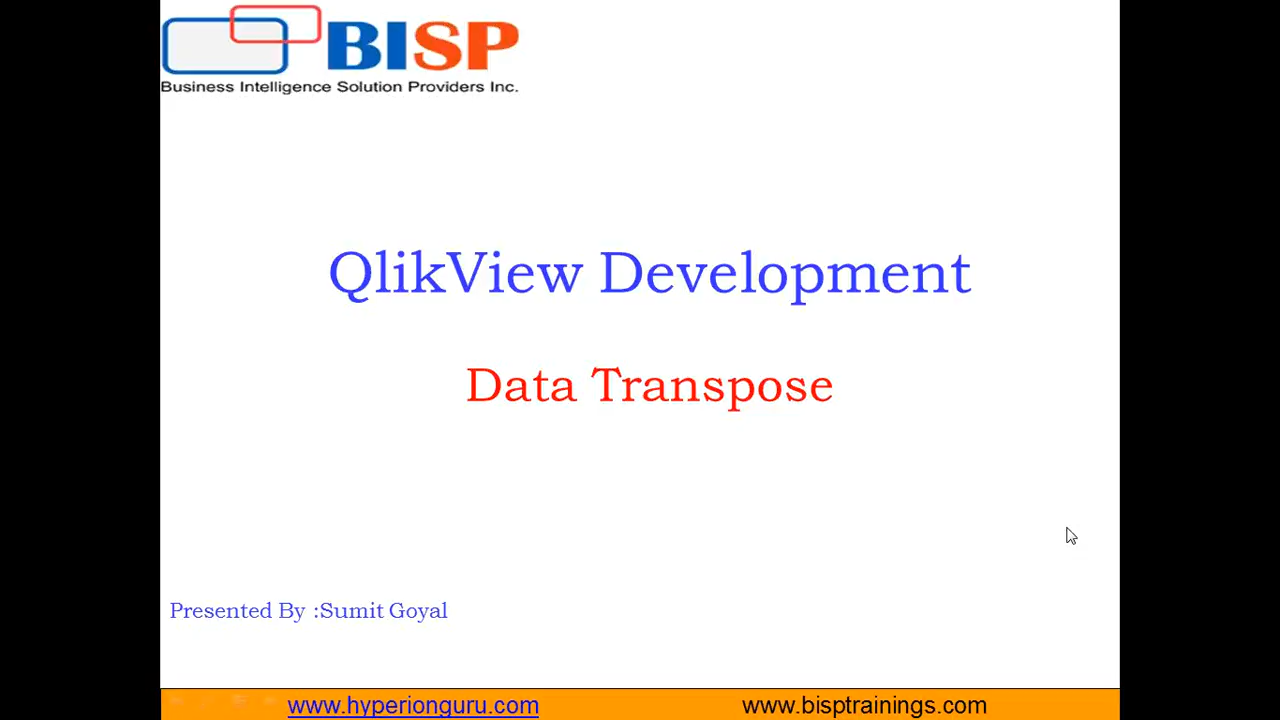 BISP
Business Intelligence Solution Providers Inc.
QlikView Development
Data Transpose
Presented By :Sumit Goyal
www.hyperionguru.com
www.bisptrainings.com